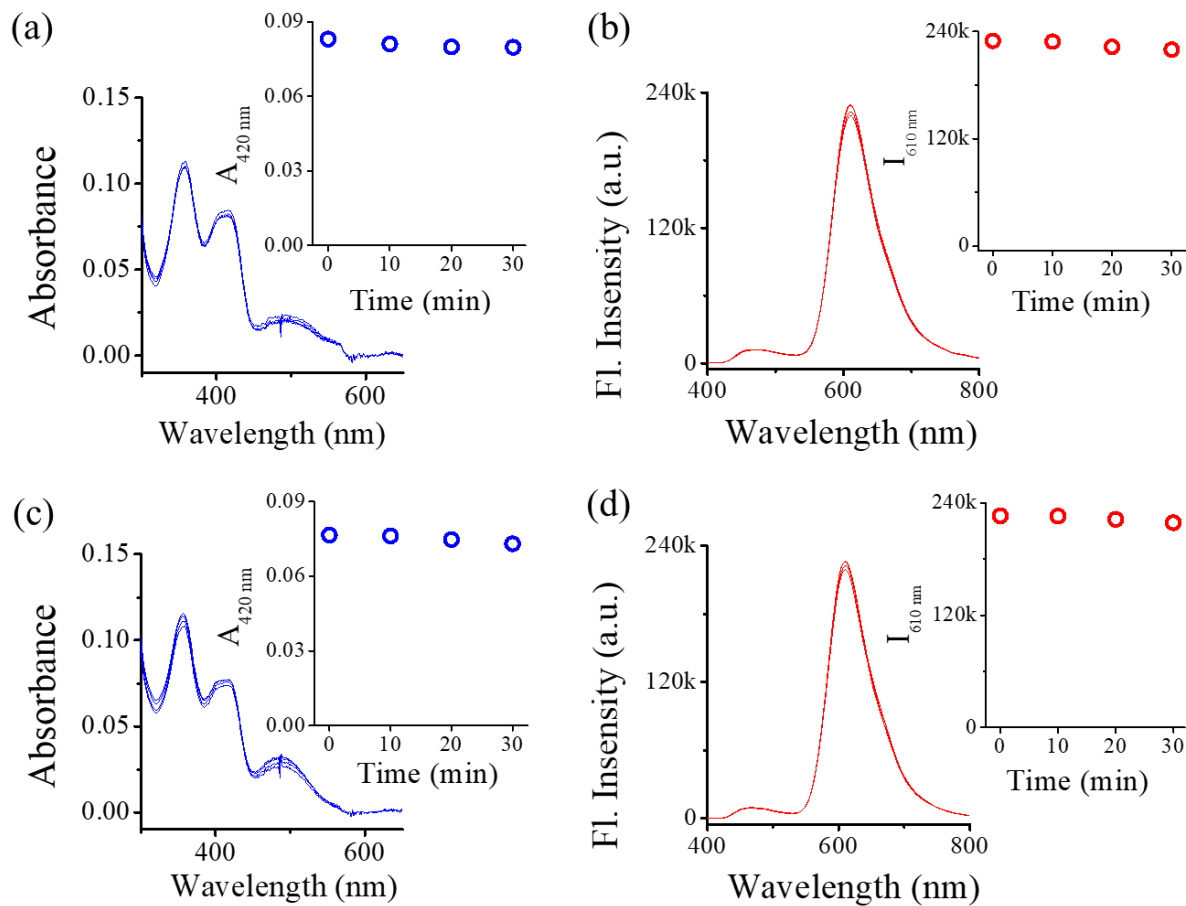 (a)
0.09
0.06
0.03
0.00
A420 nm
0 10 20 30
Time (min)
0.15
0.10
0.05
0.00
Absorbance
400 600
Wavelength (nm)
(b)
240k
120k
0
I610 nm
0 10 20 30
Time (min)
240k
120k
0
Fl. Insensity (a.u.)
400 600 800
Wavelength (nm)
(c)
0.09
0.06
0.03
0.00
A420 nm
0 10 20 30
Time (min)
0.15
0.10
0.05
0.00
Absorbance
400 600
Wavelength (nm)
(d)
240k
120k
0
I610 nm
0 10 20 30
Time (min)
240k
120k
0
Fl. Insensity (a.u.)
400 600 800
Wavelength (nm)